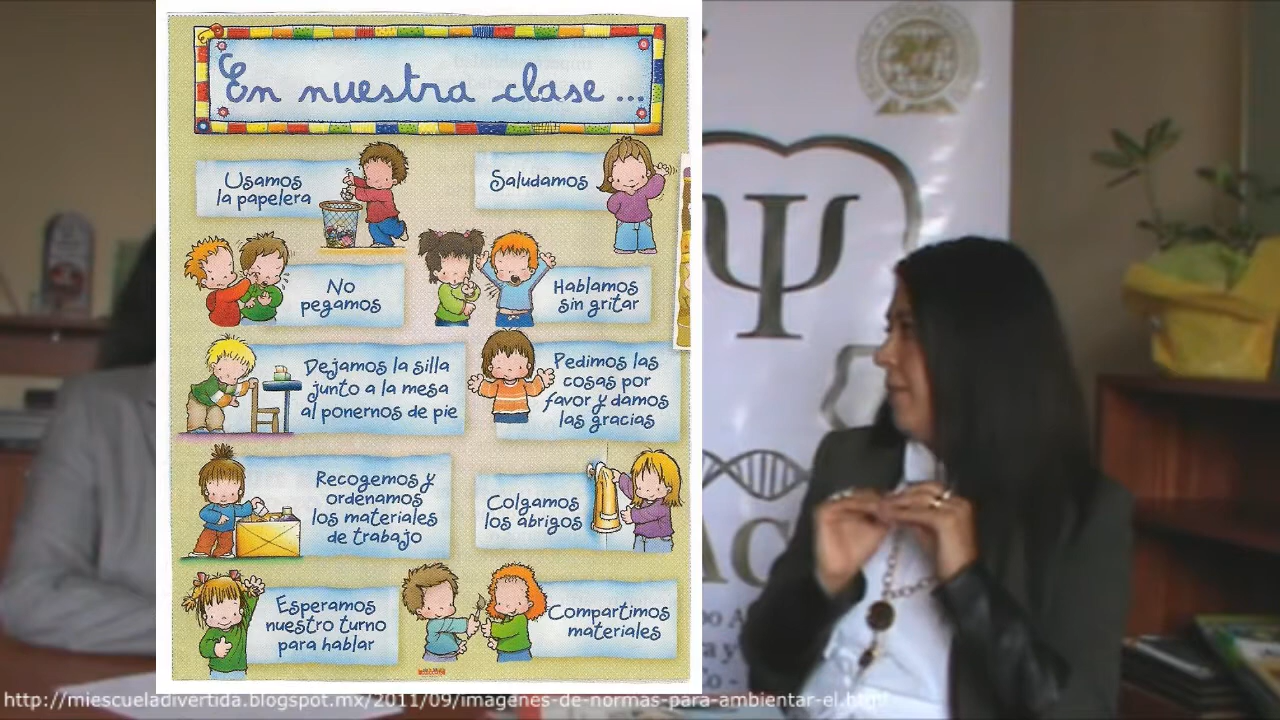 En nuestra clase...
Usamos
la papelera
Saludamos
No
pegamos
Hablamos
sin gritar
Dejamos la silla
junto a la mesa
al ponernos de pie
Pedimos las
cosas por
favor y damos
las gracias
Recogemos y
ordenamos
los materiales
de trabajo
Colgamos
los abrigos
Esperamos
nuestro turno
para hablar
Compartimos
materiales
Ψ
http://miescueladivertida.blogspot.mx/2011/09/imagenes-de-normas-para-ambientar-el.html